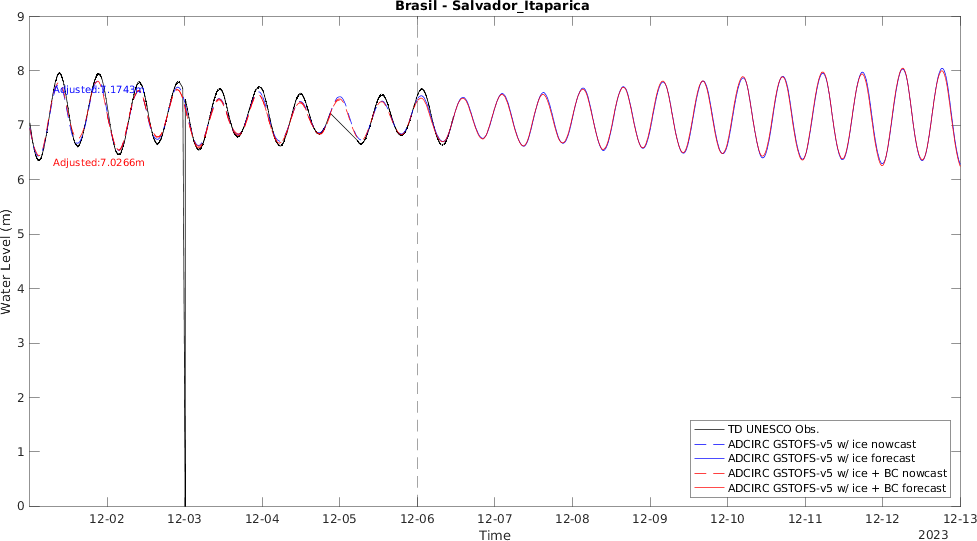 Brasil - Salvador_Itaparica
9
8
7
6
5
4
3
2
1
0
Water Level (m)
Adjusted:7.1743m
Adjusted:7.0266m
TD UNESCO Obs.
ADCIRC GSTOFS-v5 w/ ice nowcast
ADCIRC GSTOFS-v5 w/ ice forecast
ADCIRC GSTOFS-v5 w/ ice + BC nowcast
ADCIRC GSTOFS-v5 w/ ice + BC forecast
12-02 12-03 12-04 12-05 12-06 12-07 12-08 12-09 12-10 12-11 12-12 12-13
Time
2023